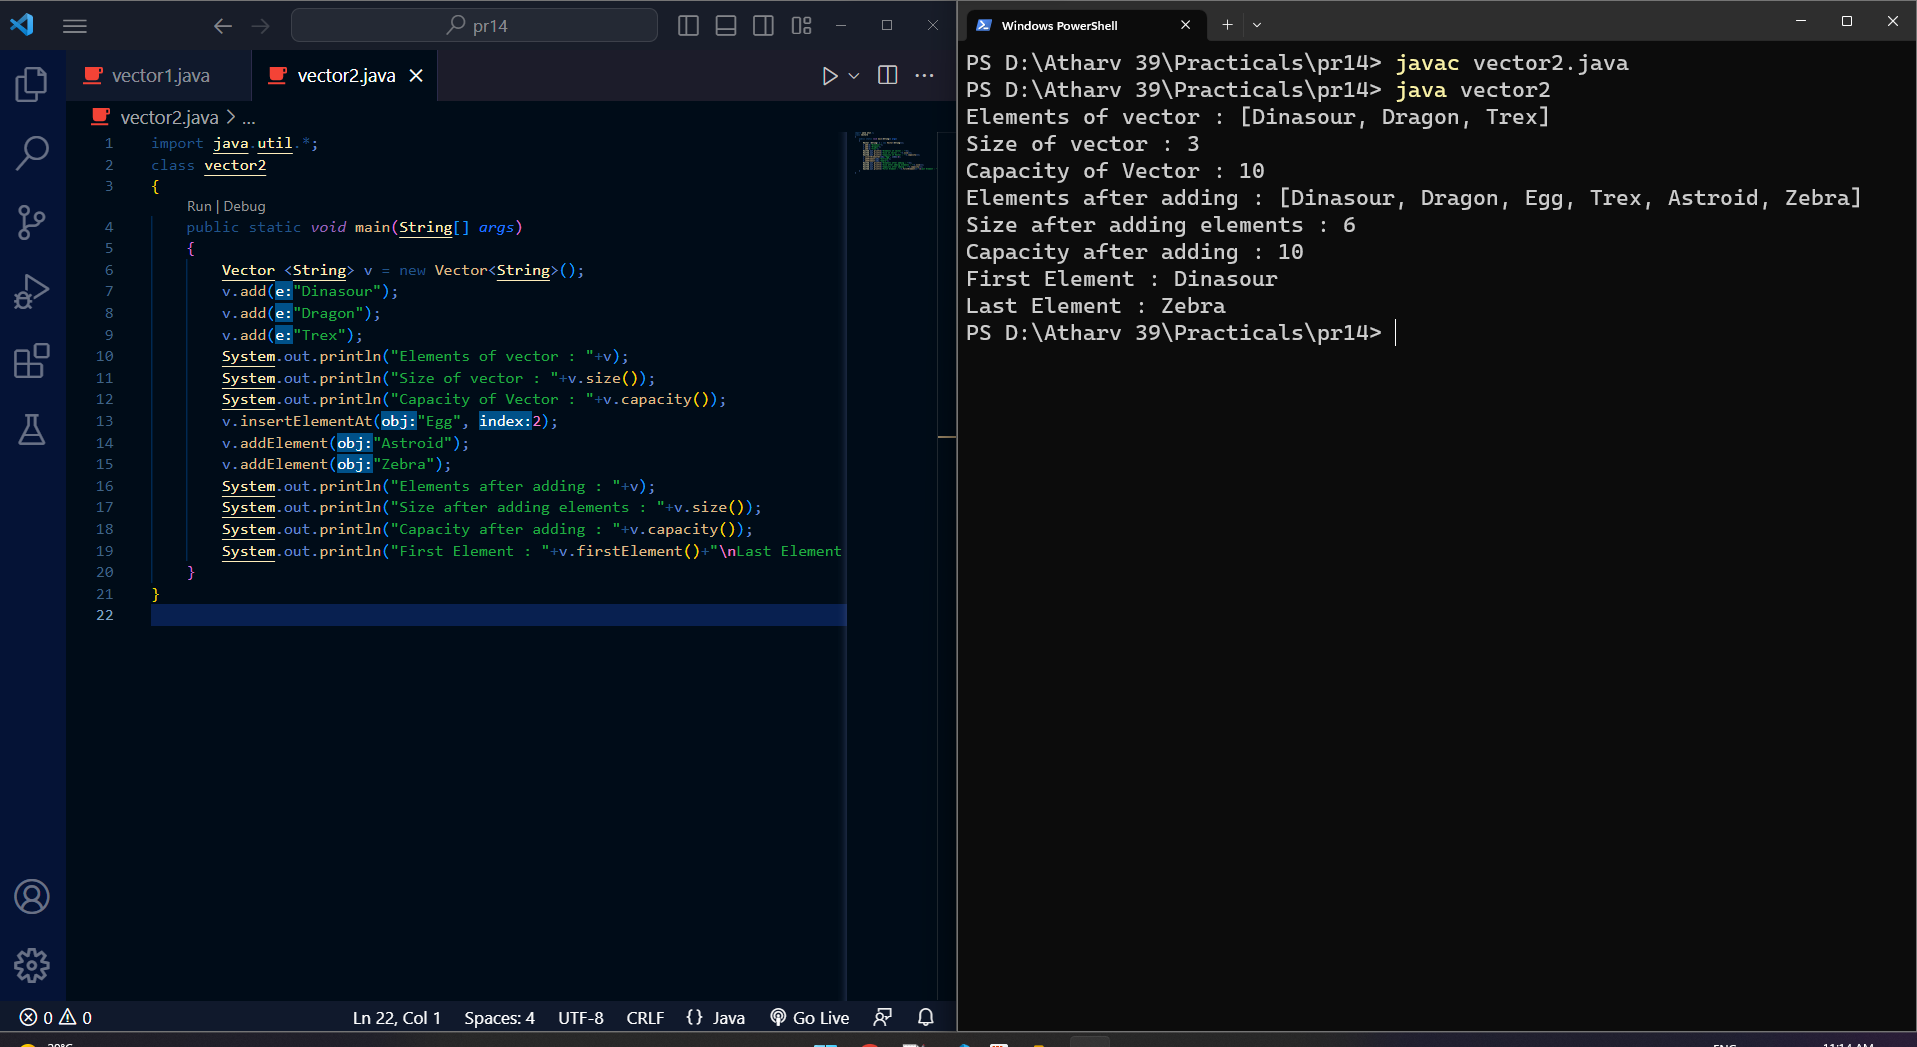 pr14
vector1.java
vector2.java
vector2.java > ...
1 import java.util.*;
2 class vector2
3 {
Run | Debug
4 public static void main(String[] args)
5 {
6 Vector <String> v = new Vector<String>();
7 v.add(e:"Dinasour");
8 v.add(e:"Dragon");
9 v.add(e:"Trex");
10 System.out.println("Elements of vector : "+v);
11 System.out.println("Size of vector : "+v.size());
12 System.out.println("Capacity of Vector : "+v.capacity());
13 v.insertElementAt(obj:"Egg", index:2);
14 v.addElement(obj:"Astroid");
15 v.addElement(obj:"Zebra");
16 System.out.println("Elements after adding : "+v);
17 System.out.println("Size after adding elements : "+v.size());
18 System.out.println("Capacity after adding : "+v.capacity());
19 System.out.println("First Element : "+v.firstElement()+"\nLast Element
20 }
21 }
22
0 0 Ln 22, Col 1 Spaces: 4 UTF-8 CRLF {} Java Go Live
Windows PowerShell
PS D:\Atharv 39\Practicals\pr14> javac vector2.java
PS D:\Atharv 39\Practicals\pr14> java vector2
Elements of vector : [Dinasour, Dragon, Trex]
Size of vector : 3
Capacity of Vector : 10
Elements after adding : [Dinasour, Dragon, Egg, Trex, Astroid, Zebra]
Size after adding elements : 6
Capacity after adding : 10
First Element : Dinasour
Last Element : Zebra
PS D:\Atharv 39\Practicals\pr14>